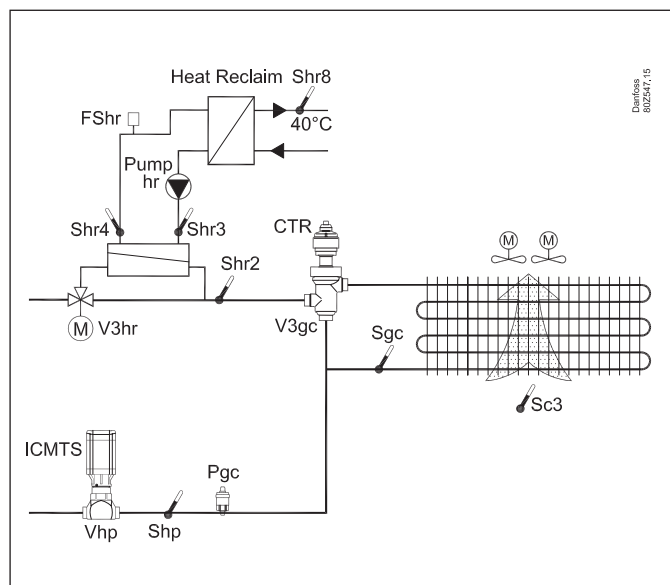 Heat Reclaim
Shr8
FShr
40°C
Pump
hr
Shr4
Shr3
CTR
Shr2
M
M
M
V3hr
V3gc
Sgc
Sc3
ICMTS
Pgc
Vhp
Shp
Danfoss
80Z547.15